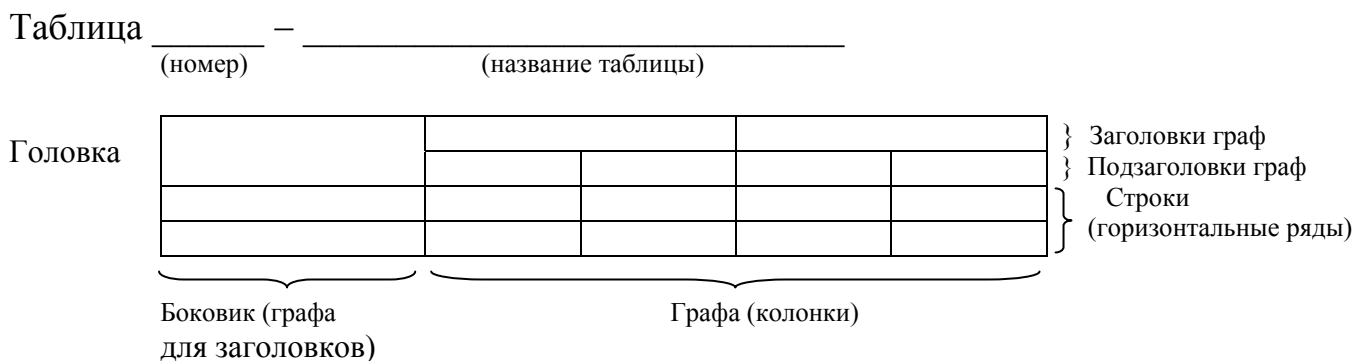 Таблица ______ – _____________________________
(номер) (название таблицы)
Головка
} Заголовки граф
} Подзаголовки граф
Строки
(горизонтальные ряды)
Боковик (графа
для заголовков)
Графа (колонки)